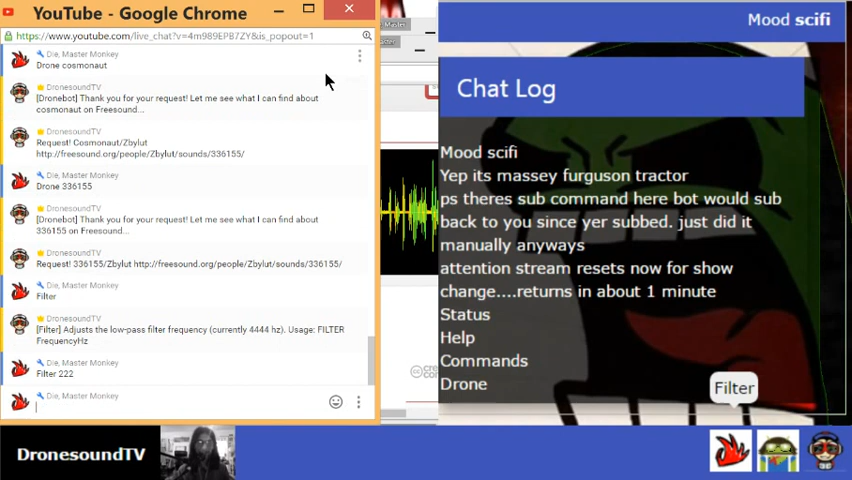 YouTube - Google Chrome
https://www.youtube.com/live_chat?v=4m989EPB7ZY&is_popout=1
Die, Master Monkey
Drone cosmonaut
DronesoundTV
[Dronebot] Thank you for your request! Let me see what I can find about
cosmonaut on Freesound...
DronesoundTV
Request! Cosmonaut/Zbylut
http://freesound.org/people/Zbylut/sounds/336155/
Die, Master Monkey
Drone 336155
DronesoundTV
[Dronebot] Thank you for your request! Let me see what I can find about
336155 on Freesound...
DronesoundTV
Request! 336155/Zbylut http://freesound.org/people/Zbylut/sounds/336155/
Die, Master Monkey
Filter
DronesoundTV
[Filter] Adjusts the low-pass filter frequency (currently 4444 hz). Usage: FILTER
FrequencyHz
Die, Master Monkey
Filter 222
Die, Master Monkey
Mood scifi
Chat Log
Mood scifi
Yep its massey furguson tractor
ps theres sub command here bot would sub
back to you since yer subbed. just did it
manually anyways
attention stream resets now for show
change....returns in about 1 minute
Status
Help
Commands
Drone
Filter
DronesoundTV